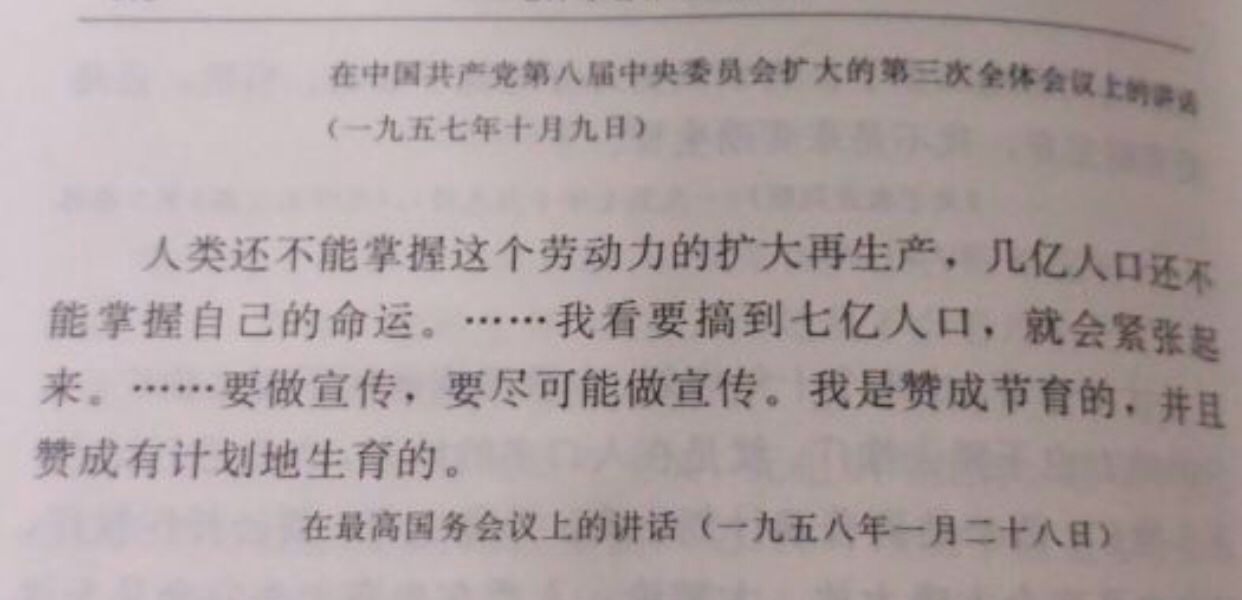 在中国共产党第八届中央委员会扩大的第三次全体会议上的讲话
（一九五七年十月九日）
人类还不能掌握这个劳动力的扩大再生产，几亿人口还不
能掌握自己的命运。……我看要搞到七亿人口，就会紧张起
来。……要做宣传，要尽可能做宣传。我是赞成节育的，并且
赞成有计划地生育的。
在最高国务会议上的讲话（一九五八年一月二十八日）